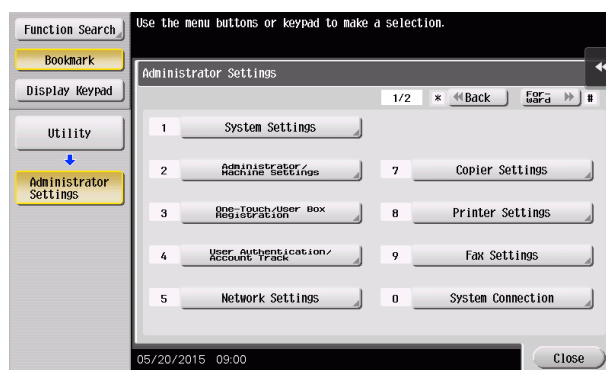 Function Search
Bookmark
Display Keypad
Utility
Administrator
Settings
Use the menu buttons or keypad to make a selection.
Administrator Settings
1/2 * Back For-
ward #
1 System Settings
2 Administrator/
Machine Settings
7 Copier Settings
3 One-Touch/User Box
Registration
8 Printer Settings
4 User Authentication/
Account Track
9 Fax Settings
5 Network Settings
0 System Connection
05/20/2015 09:00
Close